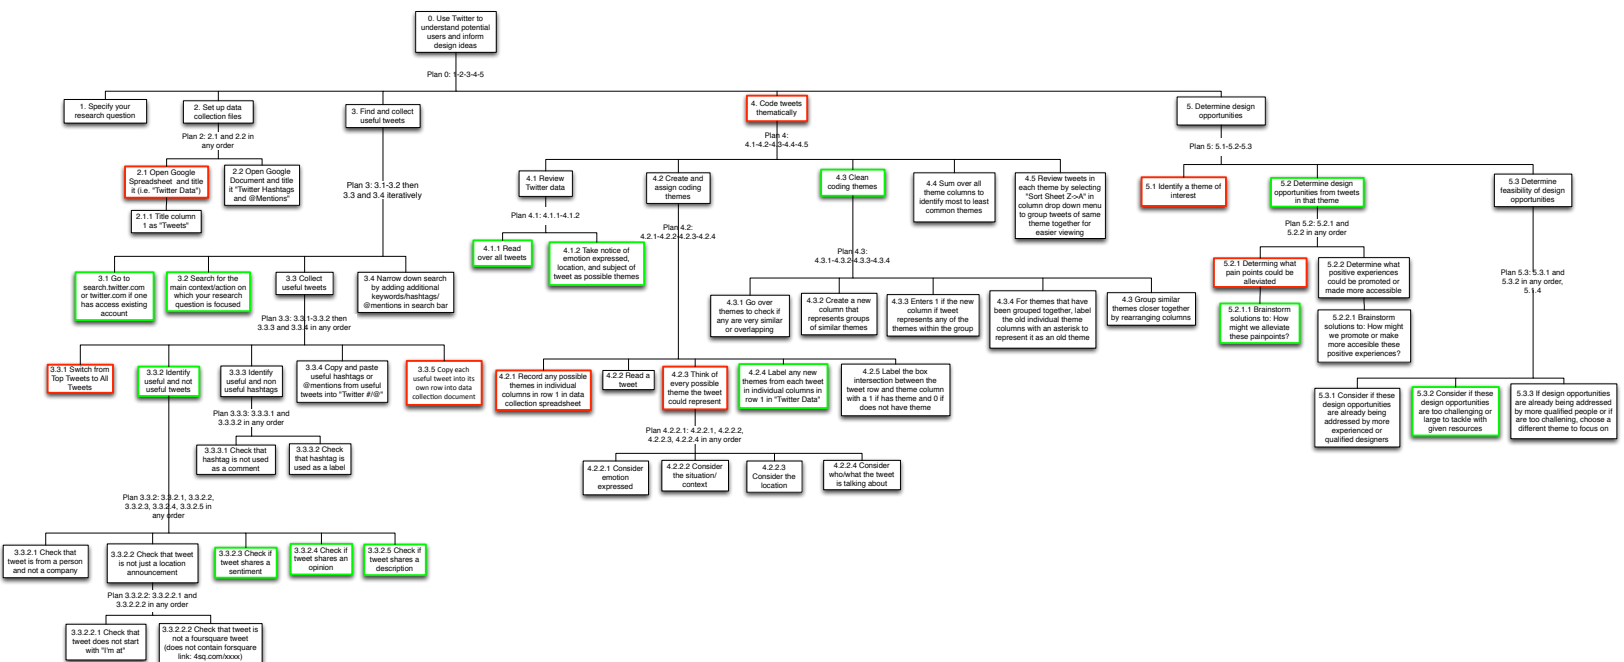 0. Use Twitter to
understand potential
users and inform
design ideas
Plan 0: 1-2-3-4-5
1. Specify your
research question
2. Set up data
collection files
3. Find and collect
useful tweets
4. Code tweets
thematically
5. Determine design
opportunities
Plan 2: 2.1 and 2.2 in
any order
2.1 Open Google
Spreadsheet and title
it (i.e. "Twitter Data")
2.2 Open Google
Document and title
it "Twitter Hashtags
and @Mentions"
2.1.1 Title column
1 as "Tweets"
Plan 3: 3.1-3.2 then
3.3 and 3.4 iteratively
3.1 Go to
search.twitter.com
or twitter.com if one
has access existing
account
3.2 Search for the
main context/action on
which your research
question is focused
3.3 Collect
useful tweets
3.4 Narrow down search
by adding additional
keywords/hashtags/
@mentions in search bar
Plan 3.3: 3.3.1-3.3.2 then
3.3.3 and 3.3.4 in any order
3.3.1 Switch from
Top Tweets to All
Tweets
3.3.2 Identify
useful and not
useful tweets
3.3.3 Identify
useful and non
useful hashtags
3.3.4 Copy and paste
useful hashtags or
@mentions from useful
tweets into "Twitter #/@"
3.3.5 Copy each
useful tweet into its
own row into data
collection document
Plan 3.3.3: 3.3.3.1 and
3.3.3.2 in any order
3.3.3.1 Check that
hashtag is not used
as a comment
3.3.3.2 Check
that hashtag is
used as a label
Plan 3.3.2: 3.3.2.1, 3.3.2.2,
3.3.2.3, 3.3.2.4, 3.3.2.5 in
any order
3.3.2.1 Check that
tweet is from a person
and not a company
3.3.2.2 Check that tweet
is not just a location
announcement
3.3.2.3 Check if
tweet shares a
sentiment
3.3.2.4 Check if
tweet shares an
opinion
3.3.2.5 Check if
tweet shares a
description
Plan 3.3.2.2: 3.3.2.2.1 and
3.3.2.2.2 in any order
3.3.2.2.1 Check that
tweet does not start
with "I'm at"
3.3.2.2.2 Check that tweet is
not a foursquare tweet
(does not contain forsquare
link: 4sq.com/xxxx)
Plan 4:
4.1-4.2-4.3-4.4-4.5
4.1 Review
Twitter data
4.2 Create and
assign coding
themes
4.3 Clean
coding themes
4.4 Sum over all
theme columns to
identify most to least
common themes
4.5 Review tweets in
each theme by selecting
"Sort Sheet Z->A" in
column drop down menu
to group tweets of same
theme together for
easier viewing
Plan 4.1: 4.1.1-4.1.2
4.1.1 Read
over all tweets
4.1.2 Take notice of
emotion expressed,
location, and subject of
tweet as possible themes
Plan 4.2:
4.2.1-4.2.2-4.2.3-4.2.4
4.2.1 Record any possible
themes in individual
columns in row 1 in data
collection spreadsheet
4.2.2 Read a
tweet
4.2.3 Think of
every possible
theme the tweet
could represent
4.2.4 Label any new
themes from each tweet
in individual columns in
row 1 in "Twitter Data"
4.2.5 Label the box
intersection between the
tweet row and theme column
with a 1 if has theme and 0 if
does not have theme
Plan 4.2.2.1: 4.2.2.1, 4.2.2.2,
4.2.2.3, 4.2.2.4 in any order
4.2.2.1 Consider
emotion
expressed
4.2.2.2 Consider
the situation/
context
4.2.2.3
Consider the
location
4.2.2.4 Consider
who/what the tweet
is talking about
Plan 4.3:
4.3.1-4.3.2-4.3.3-4.3.4
4.3.1 Go over
themes to check if
any are very similar
or overlapping
4.3.2 Create a new
column that
represents groups
of similar themes
4.3.3 Enters 1 if the new
column if tweet
represents any of the
themes within the group
4.3.4 For themes that have
been grouped together, label
the old individual theme
columns with an asterisk to
represent it as an old theme
4.3 Group similar
themes closer together
by rearranging columns
Plan 5: 5.1-5.2-5.3
5.1 Identify a theme of
interest
5.2 Determine design
opportunities from tweets
in that theme
5.3 Determine
feasibility of design
opportunities
Plan 5.2: 5.2.1 and
5.2.2 in any order
5.2.1 Determing what
pain points could be
alleviated
5.2.2 Determine what
positive experiences
could be promoted or
made more accessible
5.2.1.1 Brainstorm
solutions to: How
might we alleviate
these painpoints?
5.2.2.1 Brainstorm
solutions to: How might
we promote or make
more accesible these
positive experiences?
Plan 5.3: 5.3.1 and
5.3.2 in any order,
5.1.4
5.3.1 Consider if these
design opportunities
are already being
addressed by more
experienced or
qualified designers
5.3.2 Consider if these
design opportunities
are too challenging or
large to tackle with
given resources
5.3.3 If design opportunities
are already being addressed
by more qualified people or if
are too challening, choose a
different theme to focus on